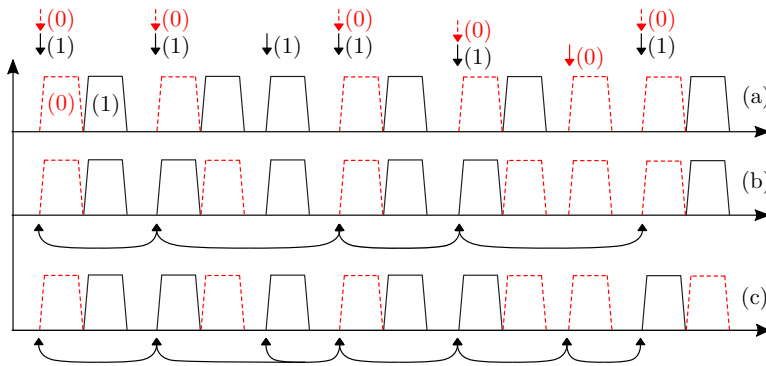 (0) (0) (0) (0) (0)
(1) (1) (1) (1) (1) (0) (1)
(0) (1) (a)
(b)
(c)